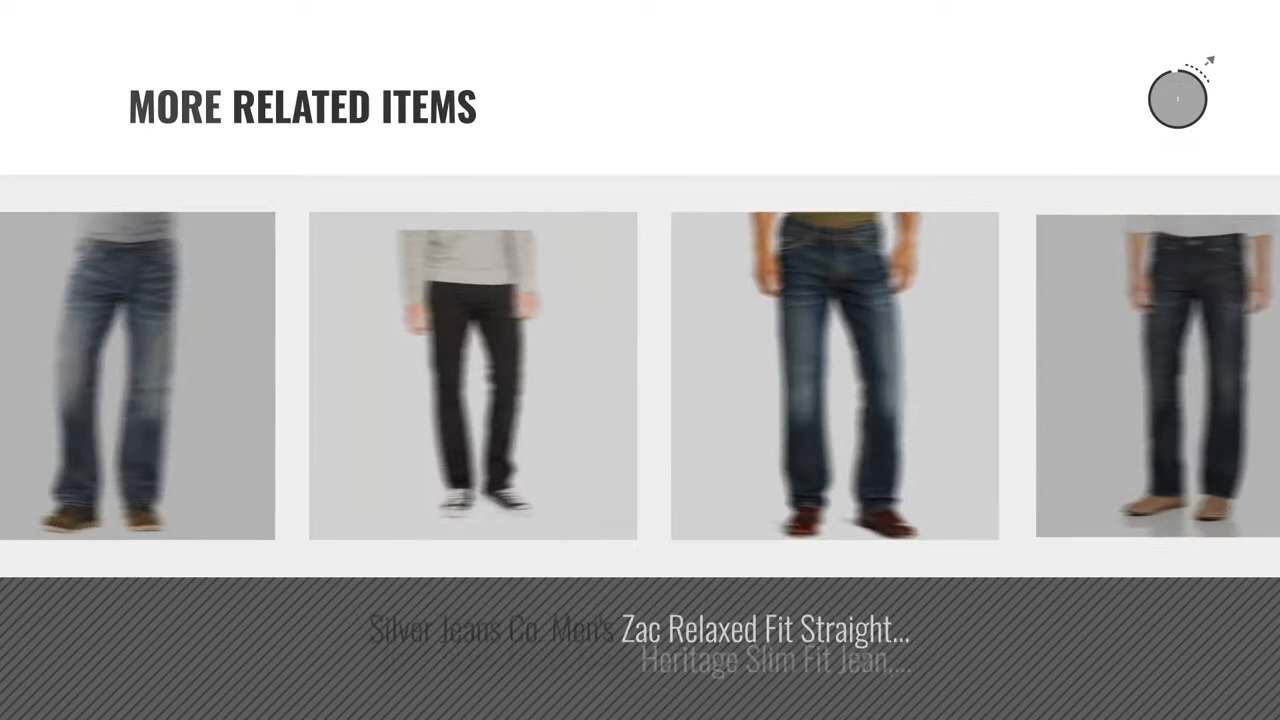 MORE RELATED ITEMS
Silver Jeans Co. Men's Zac Relaxed Fit Straight...
Heritage Slim Fit Jean,...